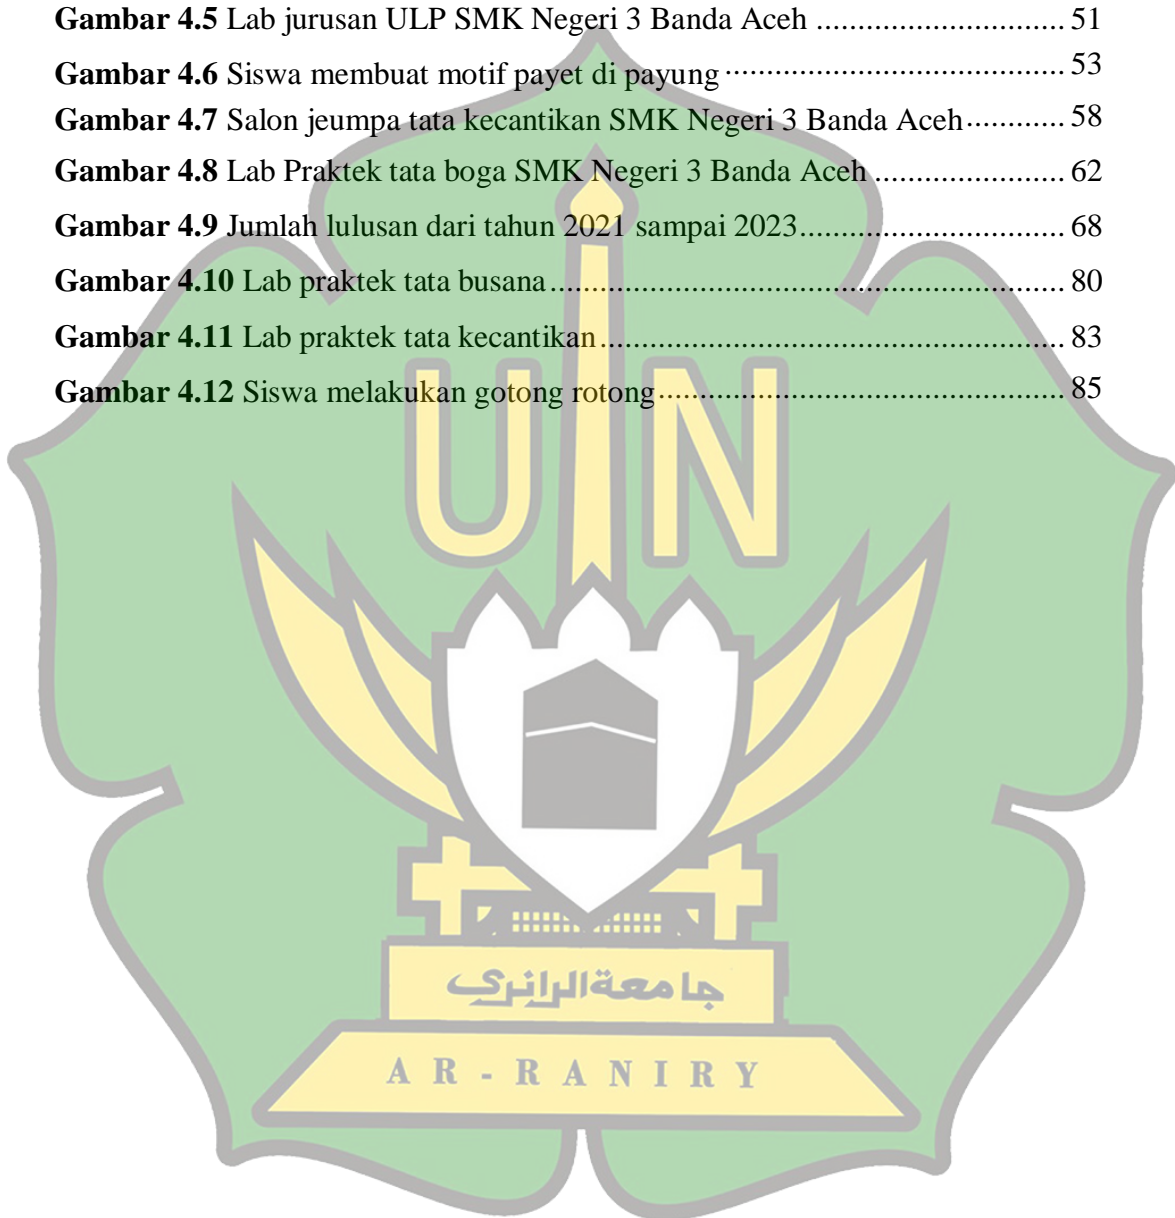 Gambar 4.5 Lab jurusan ULP SMK Negeri 3 Banda Aceh ............................... 51
Gambar 4.6 Siswa membuat motif payet di payung ........................................... 53
Gambar 4.7 Salon jeumpa tata kecantikan SMK Negeri 3 Banda Aceh ............ 58
Gambar 4.8 Lab Praktek tata boga SMK Negeri 3 Banda Aceh ........................ 62
Gambar 4.9 Jumlah lulusan dari tahun 2021 sampai 2023 ................................. 68
Gambar 4.10 Lab praktek tata busana ................................................................. 80
Gambar 4.11 Lab praktek tata kecantikan ........................................................... 83
Gambar 4.12 Siswa melakukan gotong rotong ................................................... 85
UIN
جامعة الرانري
AR-RANIRY